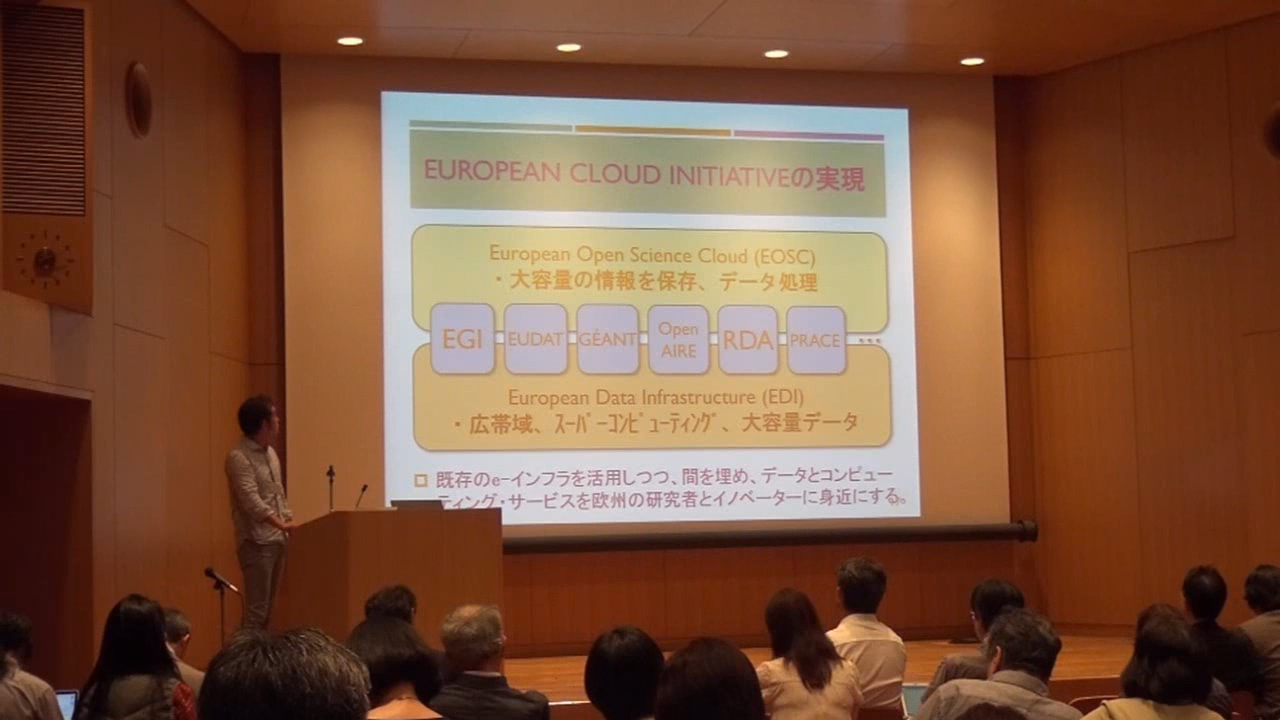 EUROPEAN CLOUD INITIATIVEの実現
European Open Science Cloud (EOSC)
・大容量の情報を保存、データ処理
EGI
EUDAT
GÉANT
Open
AIRE
RDA
PRACE
•••
European Data Infrastructure (EDI)
・広帯域、ｽｰﾊﾟｰｺﾝﾋﾟｭｰﾃｨﾝｸﾞ、大容量データ
既存のe-インフラを活用しつつ、間を埋め、データとコンピュー
ティング・サービスを欧州の研究者とイノベーターに身近にする。